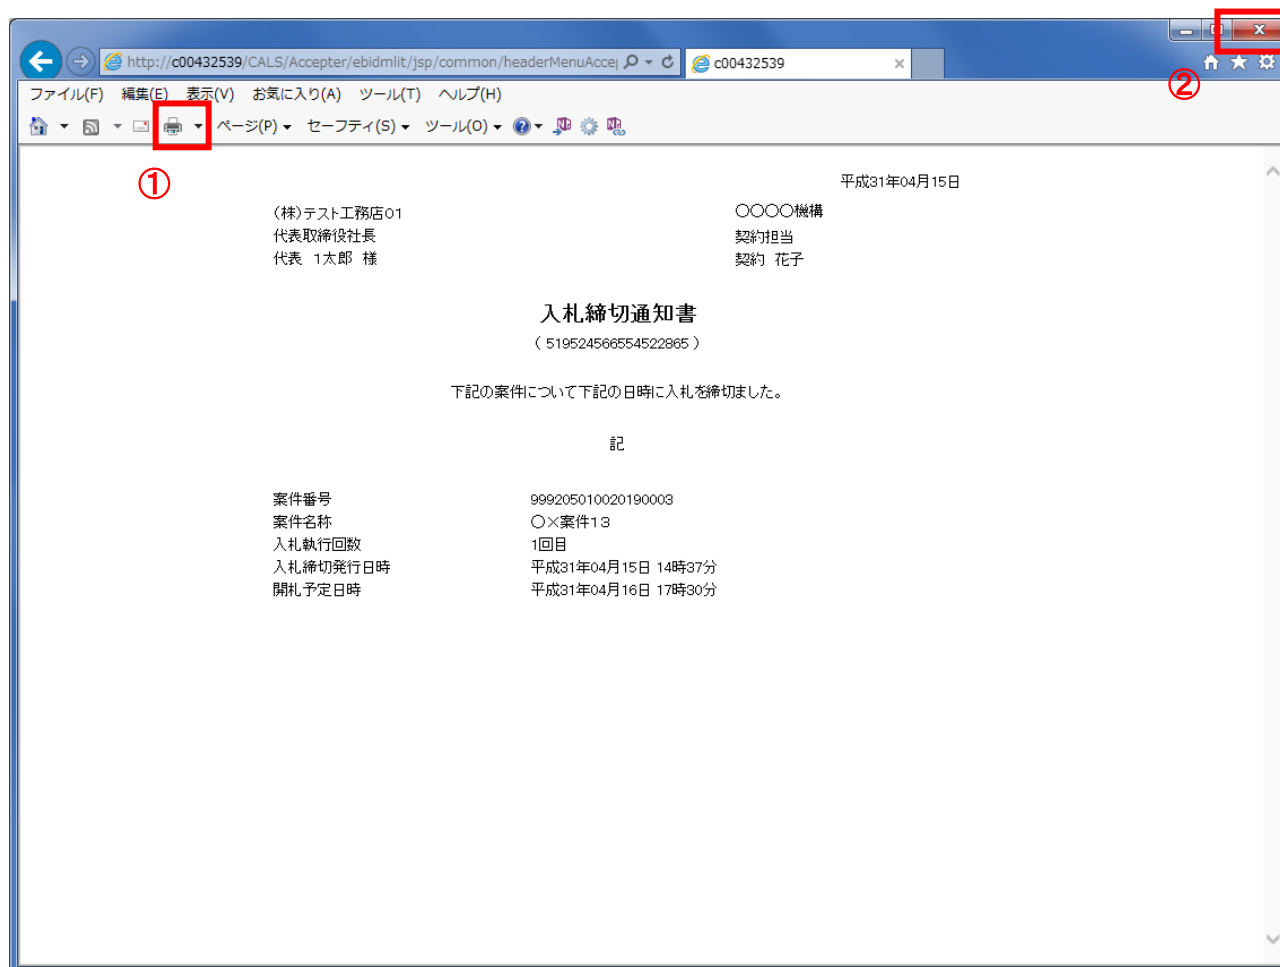 http://c00432539/CALS/Accepter/ebidmlit/jsp/common/headerMenuAcce
c00432539
②
ファイル(F) 編集(E) 表示(V) お気に入り(A) ツール(T) ヘルプ(H)
ページ(P) セーフティ(S) ツール(O)
①
平成31年04月15日
(株)テスト工務店01
〇〇〇〇機構
代表取締役社長
契約担当
代表 1太郎 様
契約 花子
入札締切通知書
( 519524566554522865 )
下記の案件について下記の日時に入札を締切ました。
記
案件番号 999205010020190003
案件名称 〇×案件13
入札執行回数 1回目
入札締切発行日時 平成31年04月15日 14時37分
開札予定日時 平成31年04月16日 17時30分